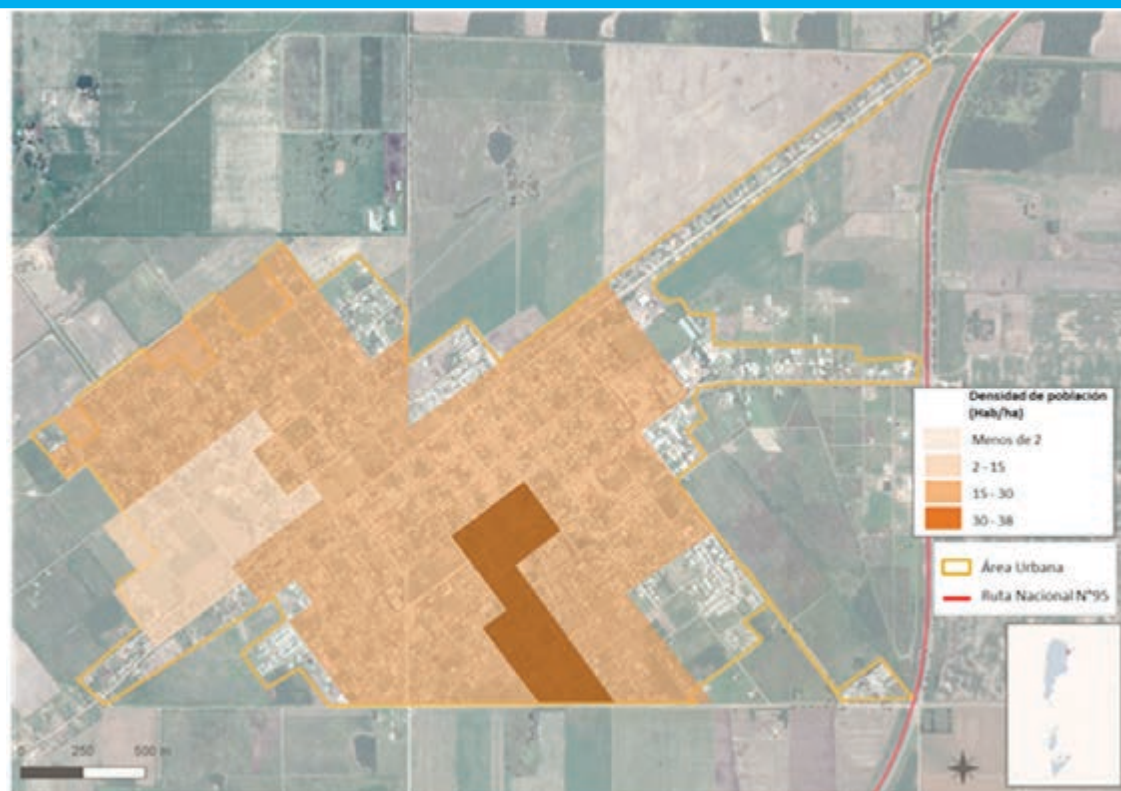 Densidad de población
(Hab/ha)
Menos de 2
2 - 15
15 - 30
30 - 38
Área Urbana
Ruta Nacional N°95
0 250 500 m